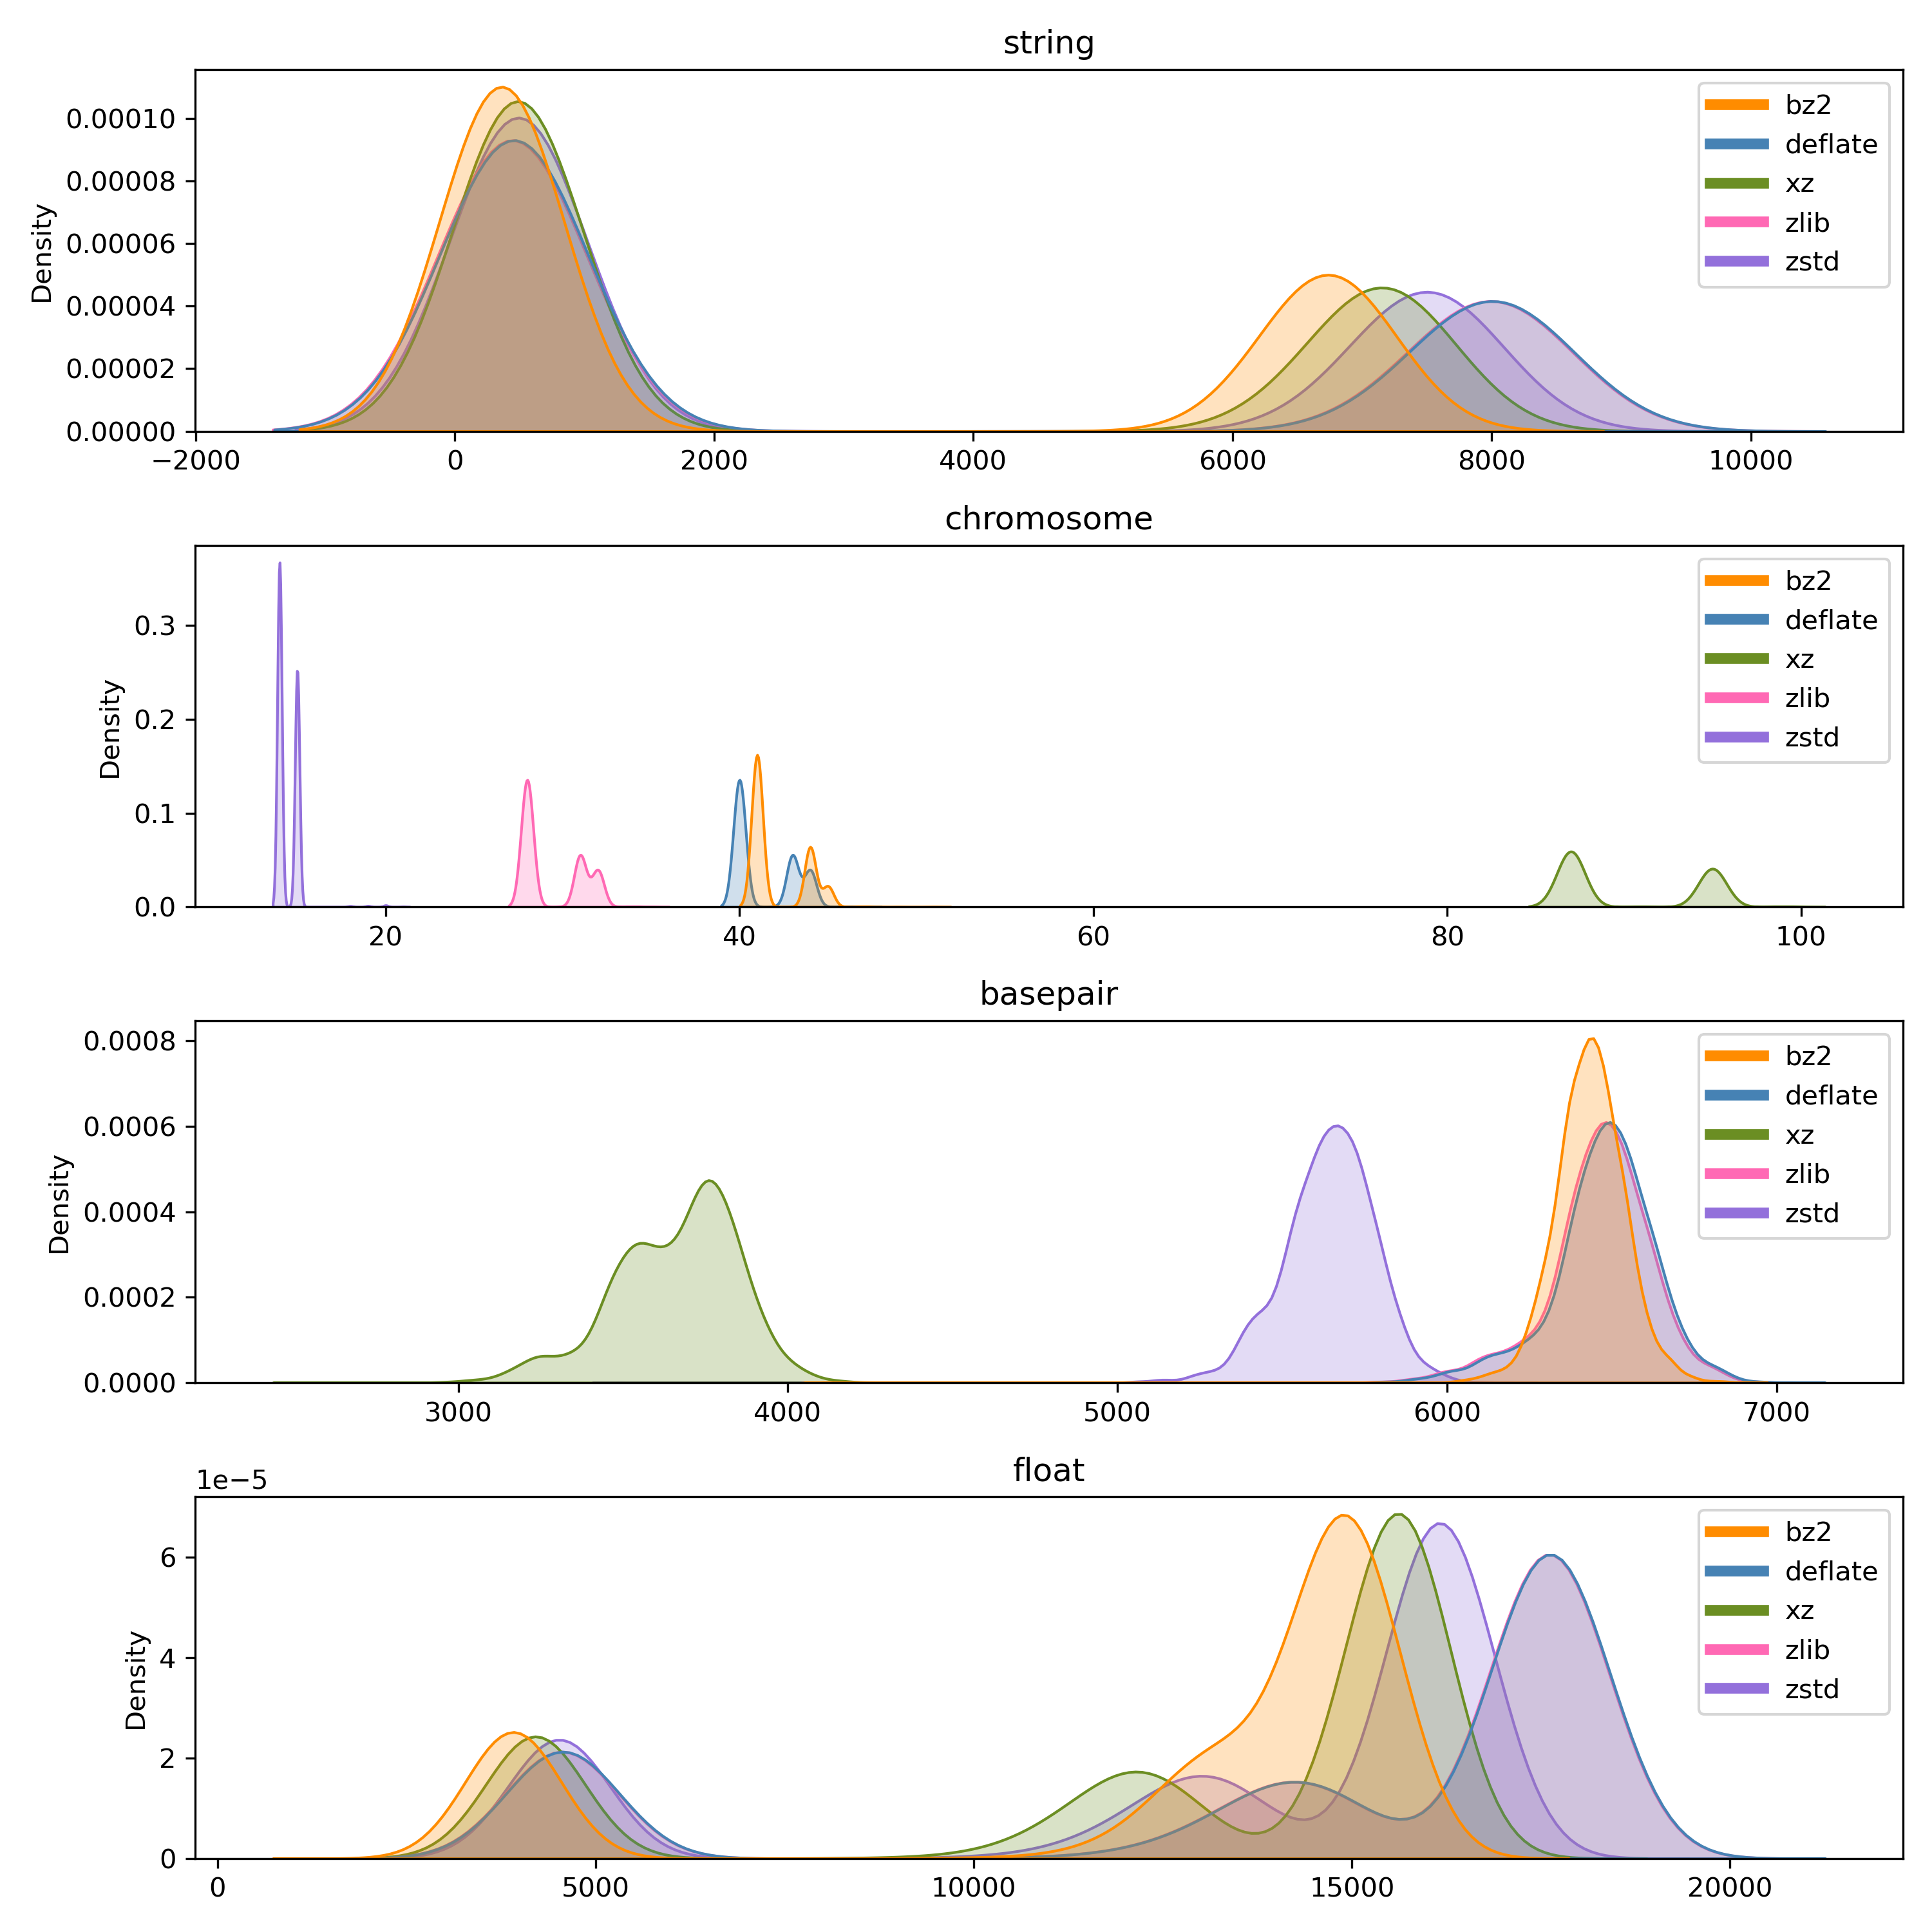 string
Density
0.00010
0.00008
0.00006
0.00004
0.00002
0.00000
−2000 0 2000 4000 6000 8000 10000
bz2
deflate
xz
zlib
zstd
chromosome
Density
0.3
0.2
0.1
0.0
20 40 60 80 100
bz2
deflate
xz
zlib
zstd
basepair
Density
0.0008
0.0006
0.0004
0.0002
0.0000
3000 4000 5000 6000 7000
bz2
deflate
xz
zlib
zstd
float
1e−5
Density
6
4
2
0
0 5000 10000 15000 20000
bz2
deflate
xz
zlib
zstd